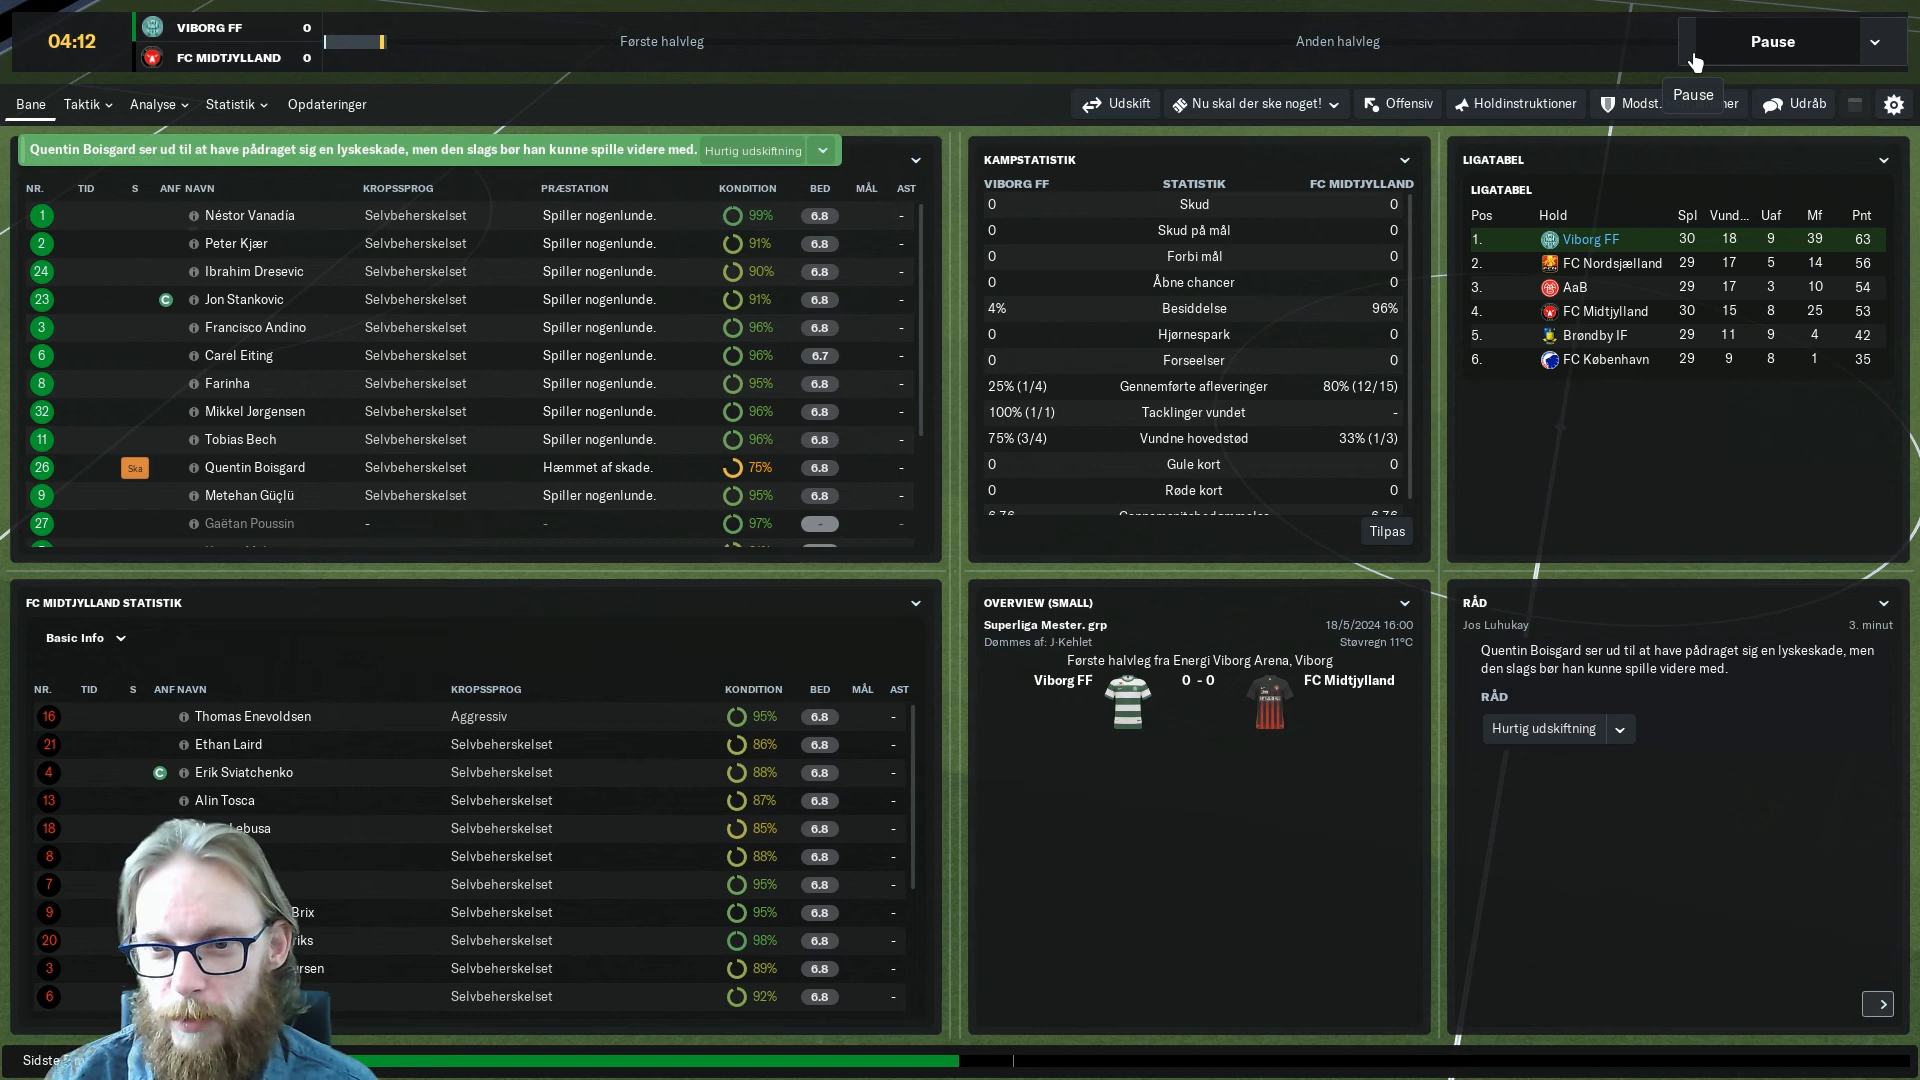 04:12
VIBORG FF 0
FC MIDTJYLLAND 0
Første halvleg
Anden halvleg
Pause
Bane Taktik Analyse Statistik Opdateringer
Udskift
Nu skal der ske noget!
Offensiv
Holdinstruktioner
Modst.
Pause
Udråb
Quentin Boisgard ser ud til at have pådraget sig en lyskeskade, men den slags bør han kunne spille videre med. Hurtig udskiftning
NR. TID S ANF NAVN KROPSSPROG PRÆSTATION KONDITION BED MÅL AST
1 Néstor Vanadía Selvbeherskelset Spiller nogenlunde. 99% 6.8 -
2 Peter Kjær Selvbeherskelset Spiller nogenlunde. 91% 6.8 -
24 Ibrahim Dresevic Selvbeherskelset Spiller nogenlunde. 90% 6.8 -
23 C Jon Stankovic Selvbeherskelset Spiller nogenlunde. 91% 6.8 -
3 Francisco Andino Selvbeherskelset Spiller nogenlunde. 96% 6.8 -
6 Carel Eiting Selvbeherskelset Spiller nogenlunde. 96% 6.7 -
8 Farinha Selvbeherskelset Spiller nogenlunde. 95% 6.8 -
32 Mikkel Jørgensen Selvbeherskelset Spiller nogenlunde. 96% 6.8 -
11 Tobias Bech Selvbeherskelset Spiller nogenlunde. 96% 6.8 -
26 Ska Quentin Boisgard Selvbeherskelset Hæmmet af skade. 75% 6.8 -
9 Metehan Güçlü Selvbeherskelset Spiller nogenlunde. 95% 6.8 -
27 Gaëtan Poussin - - 97% - -
KAMPSTATISTIK
VIBORG FF STATISTIK FC MIDTJYLLAND
0 Skud 0
0 Skud på mål 0
0 Forbi mål 0
0 Åbne chancer 0
4% Besiddelse 96%
0 Hjørnespark 0
0 Forseelser 0
25% (1/4) Gennemførte afleveringer 80% (12/15)
100% (1/1) Tacklinger vundet -
75% (3/4) Vundne hovedstød 33% (1/3)
0 Gule kort 0
0 Røde kort 0
Tilpas
LIGATABEL
LIGATABEL
Pos Hold Spl Vund... Uaf Mf Pnt
1. Viborg FF 30 18 9 39 63
2. FC Nordsjælland 29 17 5 14 56
3. AaB 29 17 3 10 54
4. FC Midtjylland 30 15 8 25 53
5. Brøndby IF 29 11 9 4 42
6. FC København 29 9 8 1 35
FC MIDTJYLLAND STATISTIK
Basic Info
NR. TID S ANF NAVN KROPSSPROG KONDITION BED MÅL AST
16 Thomas Enevoldsen Aggressiv 95% 6.8 -
21 Ethan Laird Selvbeherskelset 86% 6.8 -
4 C Erik Sviatchenko Selvbeherskelset 88% 6.8 -
13 Alin Tosca Selvbeherskelset 87% 6.8 -
18 Selvbeherskelset 85% 6.8 -
8 Selvbeherskelset 88% 6.8 -
7 Selvbeherskelset 95% 6.8 -
9 Brix Selvbeherskelset 95% 6.8 -
20 Selvbeherskelset 98% 6.8 -
3 Selvbeherskelset 89% 6.8 -
6 Selvbeherskelset 92% 6.8 -
OVERVIEW (SMALL)
Superliga Mester. grp 18/5/2024 16:00
Dømmes af: J Kehlet Støvregn 11°C
Første halvleg fra Energi Viborg Arena, Viborg
Viborg FF 0 - 0 FC Midtjylland
RÅD
Jos Luhukay 3. minut
Quentin Boisgard ser ud til at have pådraget sig en lyskeskade, men
den slags bør han kunne spille videre med.
RÅD
Hurtig udskiftning
Sidste